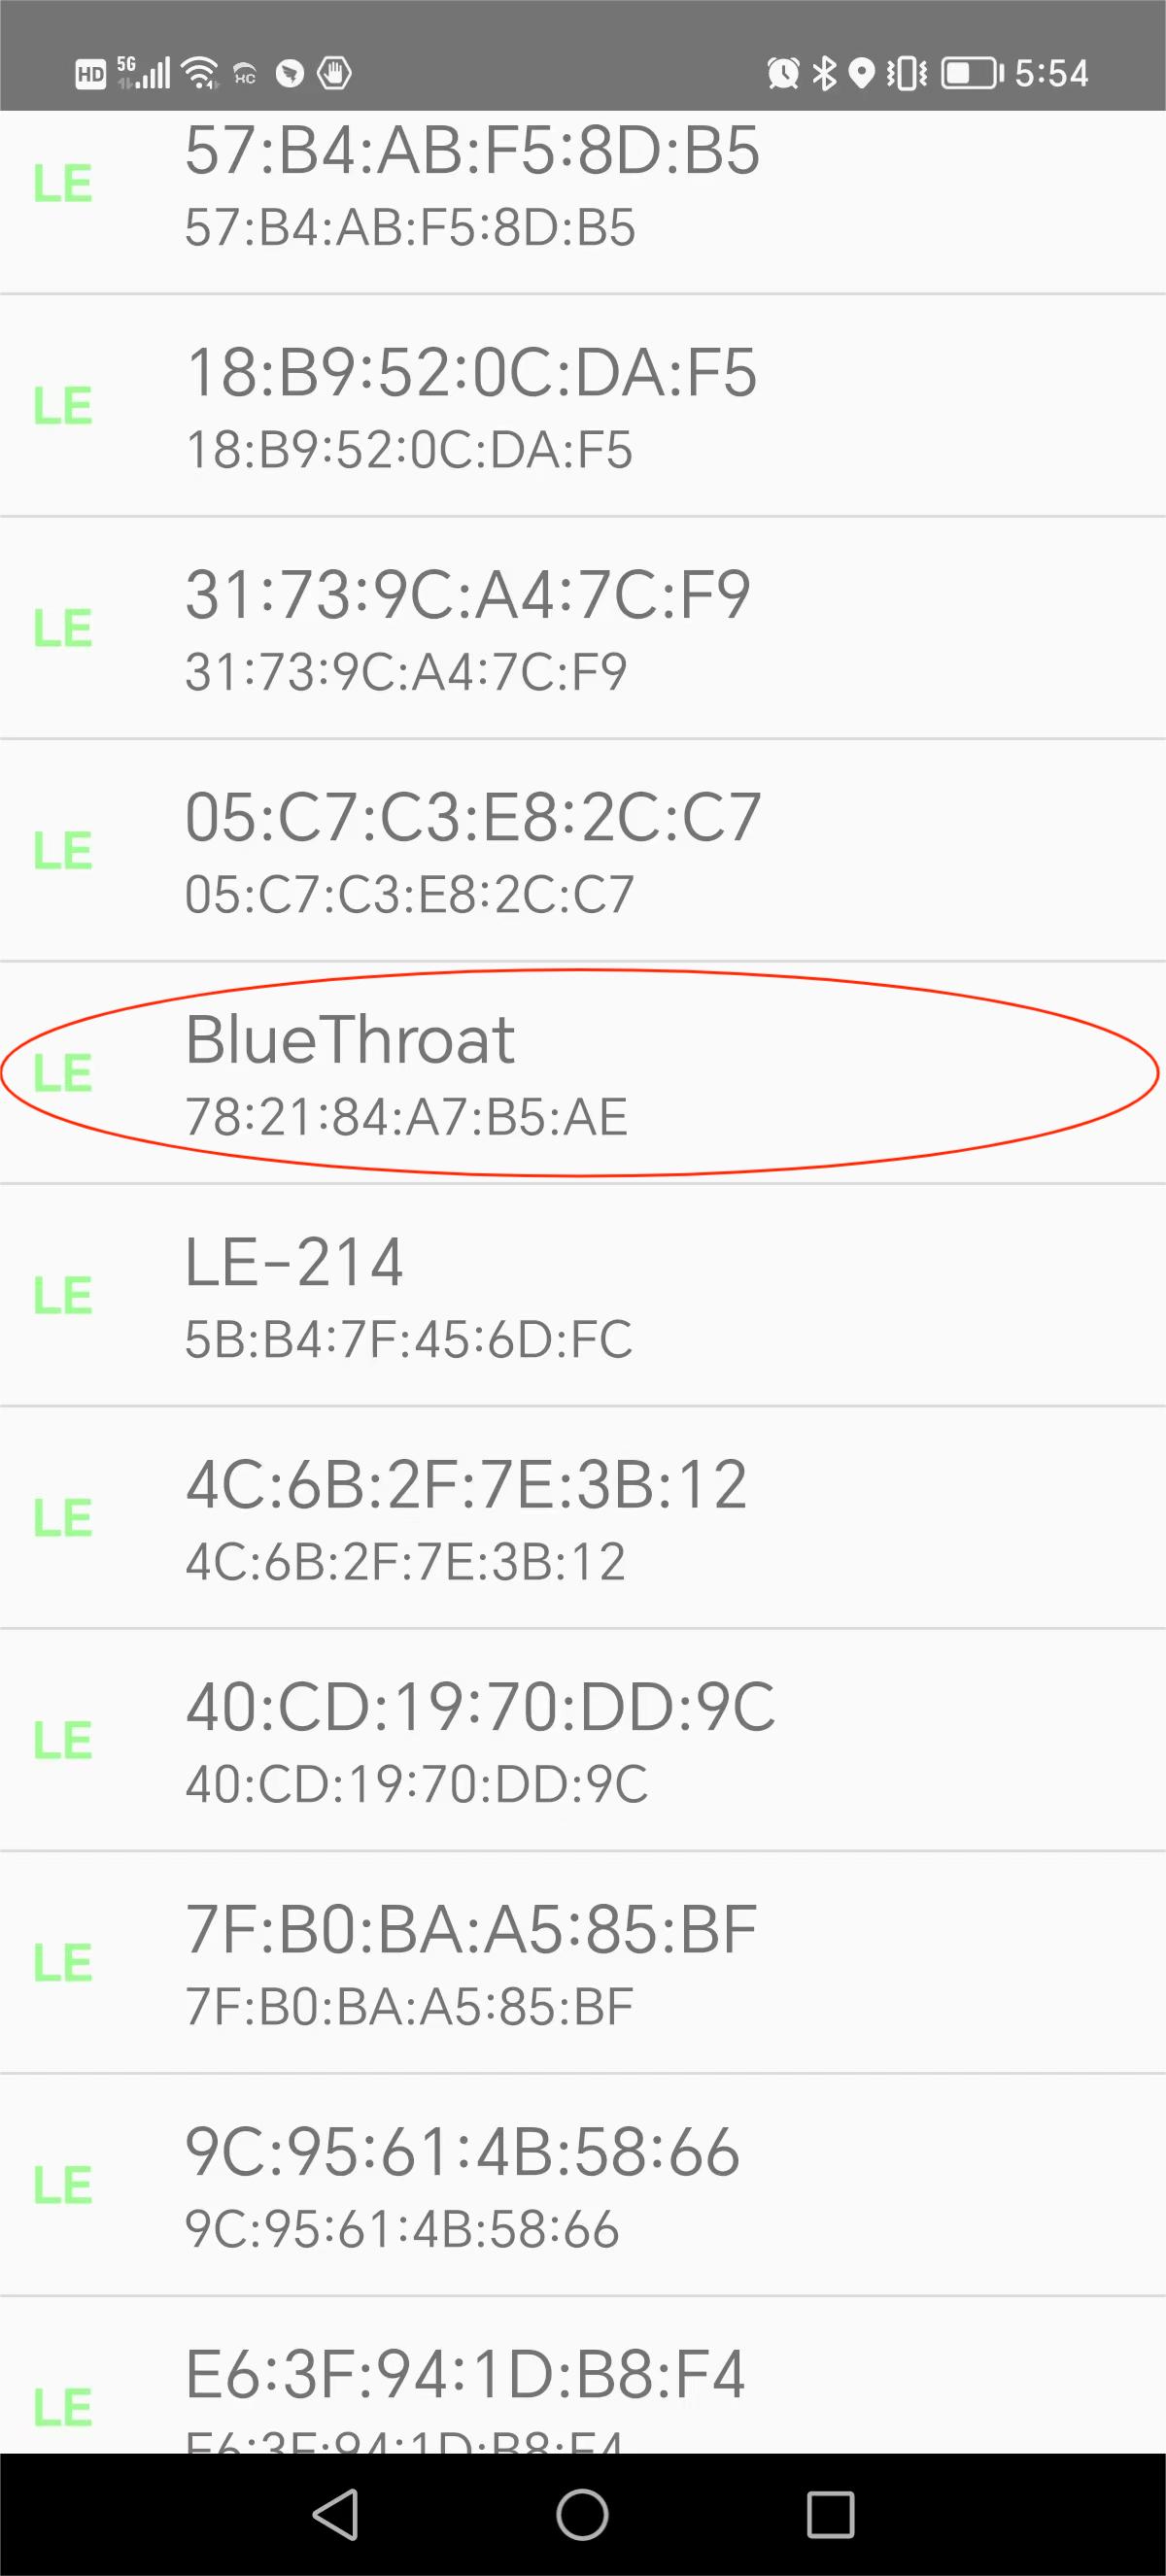 HD 5G HC 5:54
LE
57:B4:AB:F5:8D:B5
57:B4:AB:F5:8D:B5
LE
18:B9:52:0C:DA:F5
18:B9:52:0C:DA:F5
LE
31:73:9C:A4:7C:F9
31:73:9C:A4:7C:F9
LE
05:C7:C3:E8:2C:C7
05:C7:C3:E8:2C:C7
LE
BlueThroat
78:21:84:A7:B5:AE
LE
LE-214
5B:B4:7F:45:6D:FC
LE
4C:6B:2F:7E:3B:12
4C:6B:2F:7E:3B:12
LE
40:CD:19:70:DD:9C
40:CD:19:70:DD:9C
LE
7F:B0:BA:A5:85:BF
7F:B0:BA:A5:85:BF
LE
9C:95:61:4B:58:66
9C:95:61:4B:58:66
LE
E6:3F:94:1D:B8:F4
E6:3F:94:1D:B8:F4